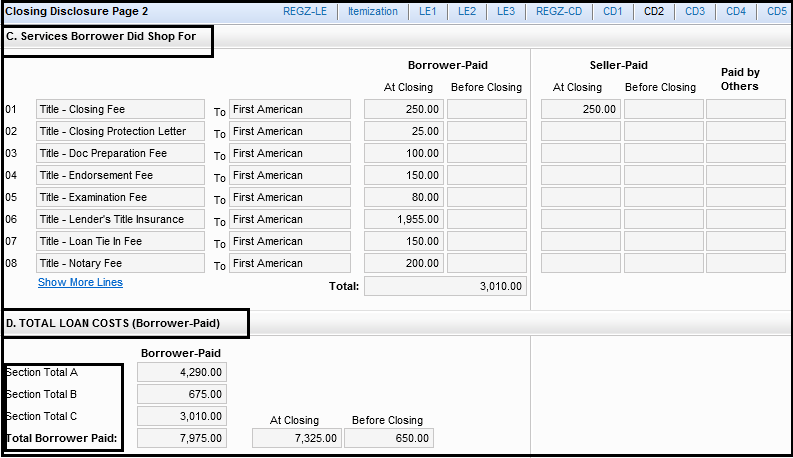 Closing Disclosure Page 2 REGZ-LE Itemization LE1 LE2 LE3 REGZ-CD CD1 CD2 CD3 CD4 CD5
C. Services Borrower Did Shop For
Borrower-Paid Seller-Paid Paid by Others
At Closing Before Closing At Closing Before Closing
01 Title - Closing Fee To First American 250.00 250.00
02 Title - Closing Protection Letter To First American 25.00
03 Title - Doc Preparation Fee To First American 100.00
04 Title - Endorsement Fee To First American 150.00
05 Title - Examination Fee To First American 80.00
06 Title - Lender's Title Insurance To First American 1,955.00
07 Title - Loan Tie In Fee To First American 150.00
08 Title - Notary Fee To First American 200.00
Show More Lines Total: 3,010.00
D. TOTAL LOAN COSTS (Borrower-Paid)
Borrower-Paid
Section Total A 4,290.00
Section Total B 675.00
Section Total C 3,010.00 At Closing Before Closing
Total Borrower Paid: 7,975.00 7,325.00 650.00